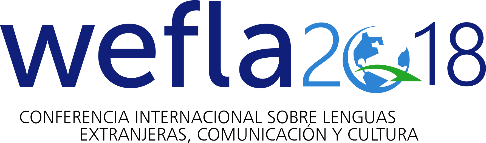 wefla2018
CONFERENCIA INTERNACIONAL SOBRE LENGUAS
EXTRANJERAS, COMUNICACIÓN Y CULTURA